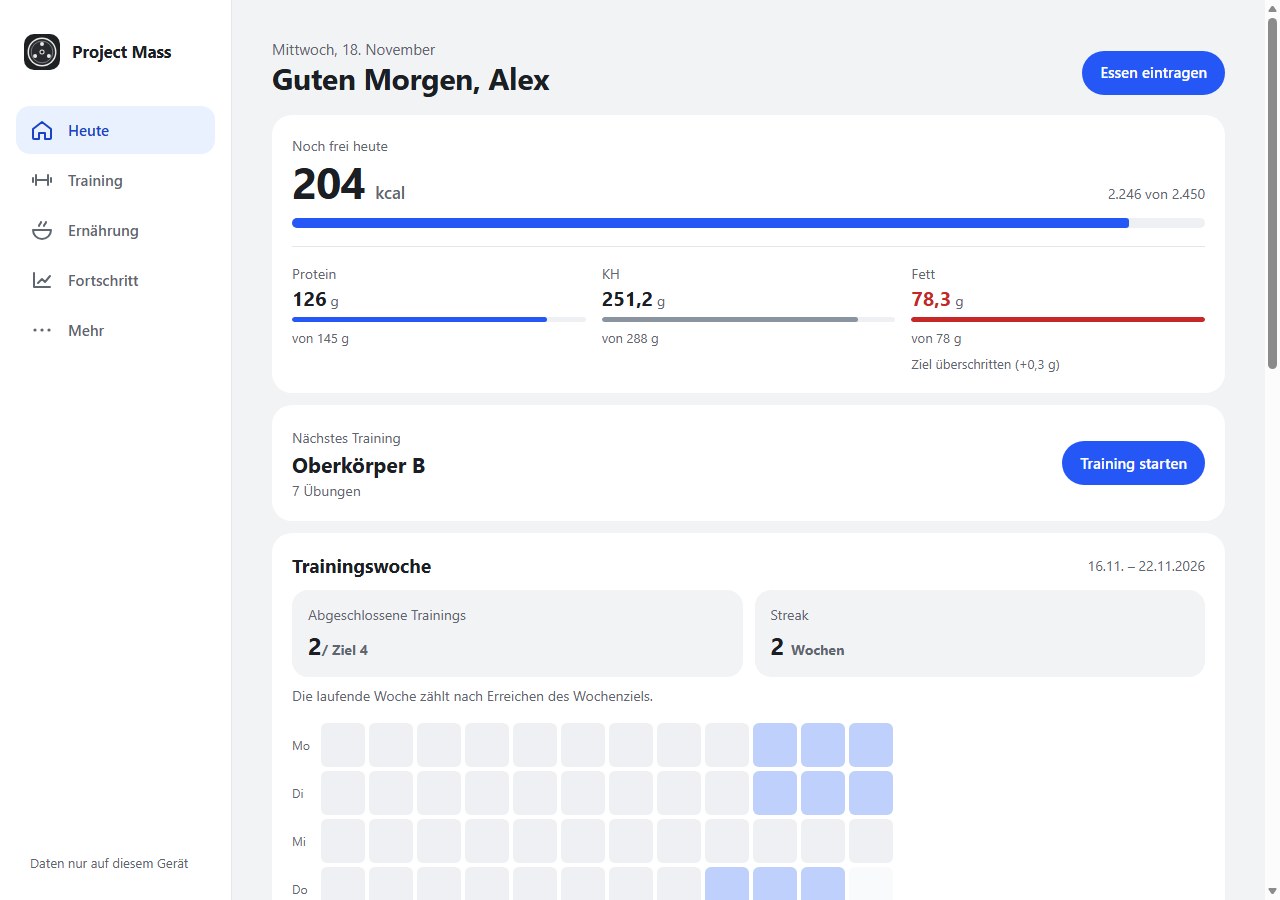 Project Mass
Heute
Training
Ernährung
Fortschritt
Mehr
Daten nur auf diesem Gerät
Mittwoch, 18. November
Guten Morgen, Alex
Essen eintragen
Noch frei heute
204 kcal
2.246 von 2.450
Protein
126 g
von 145 g
KH
251,2 g
von 288 g
Fett
78,3 g
von 78 g
Ziel überschritten (+0,3 g)
Nächstes Training
Oberkörper B
7 Übungen
Training starten
Trainingswoche
16.11. – 22.11.2026
Abgeschlossene Trainings
2/ Ziel 4
Streak
2 Wochen
Die laufende Woche zählt nach Erreichen des Wochenziels.
Mo
Di
Mi
Do